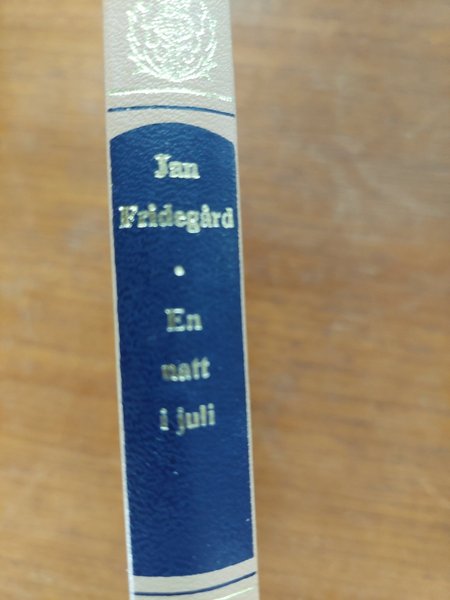 Jan
Fridegård
•
En
natt
i juli